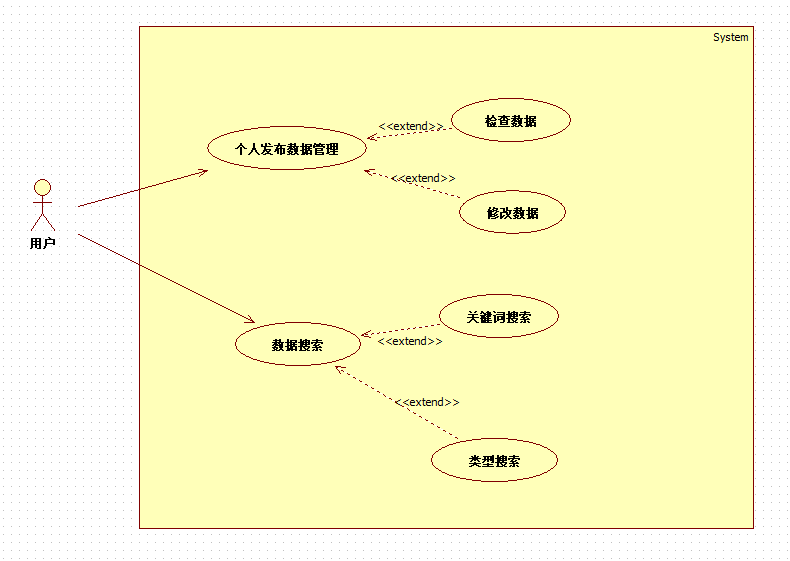 System
<<extend>>
检查数据
个人发布数据管理
<<extend>>
修改数据
用户
关键词搜索
<<extend>>
数据搜索
<<extend>>
类型搜索